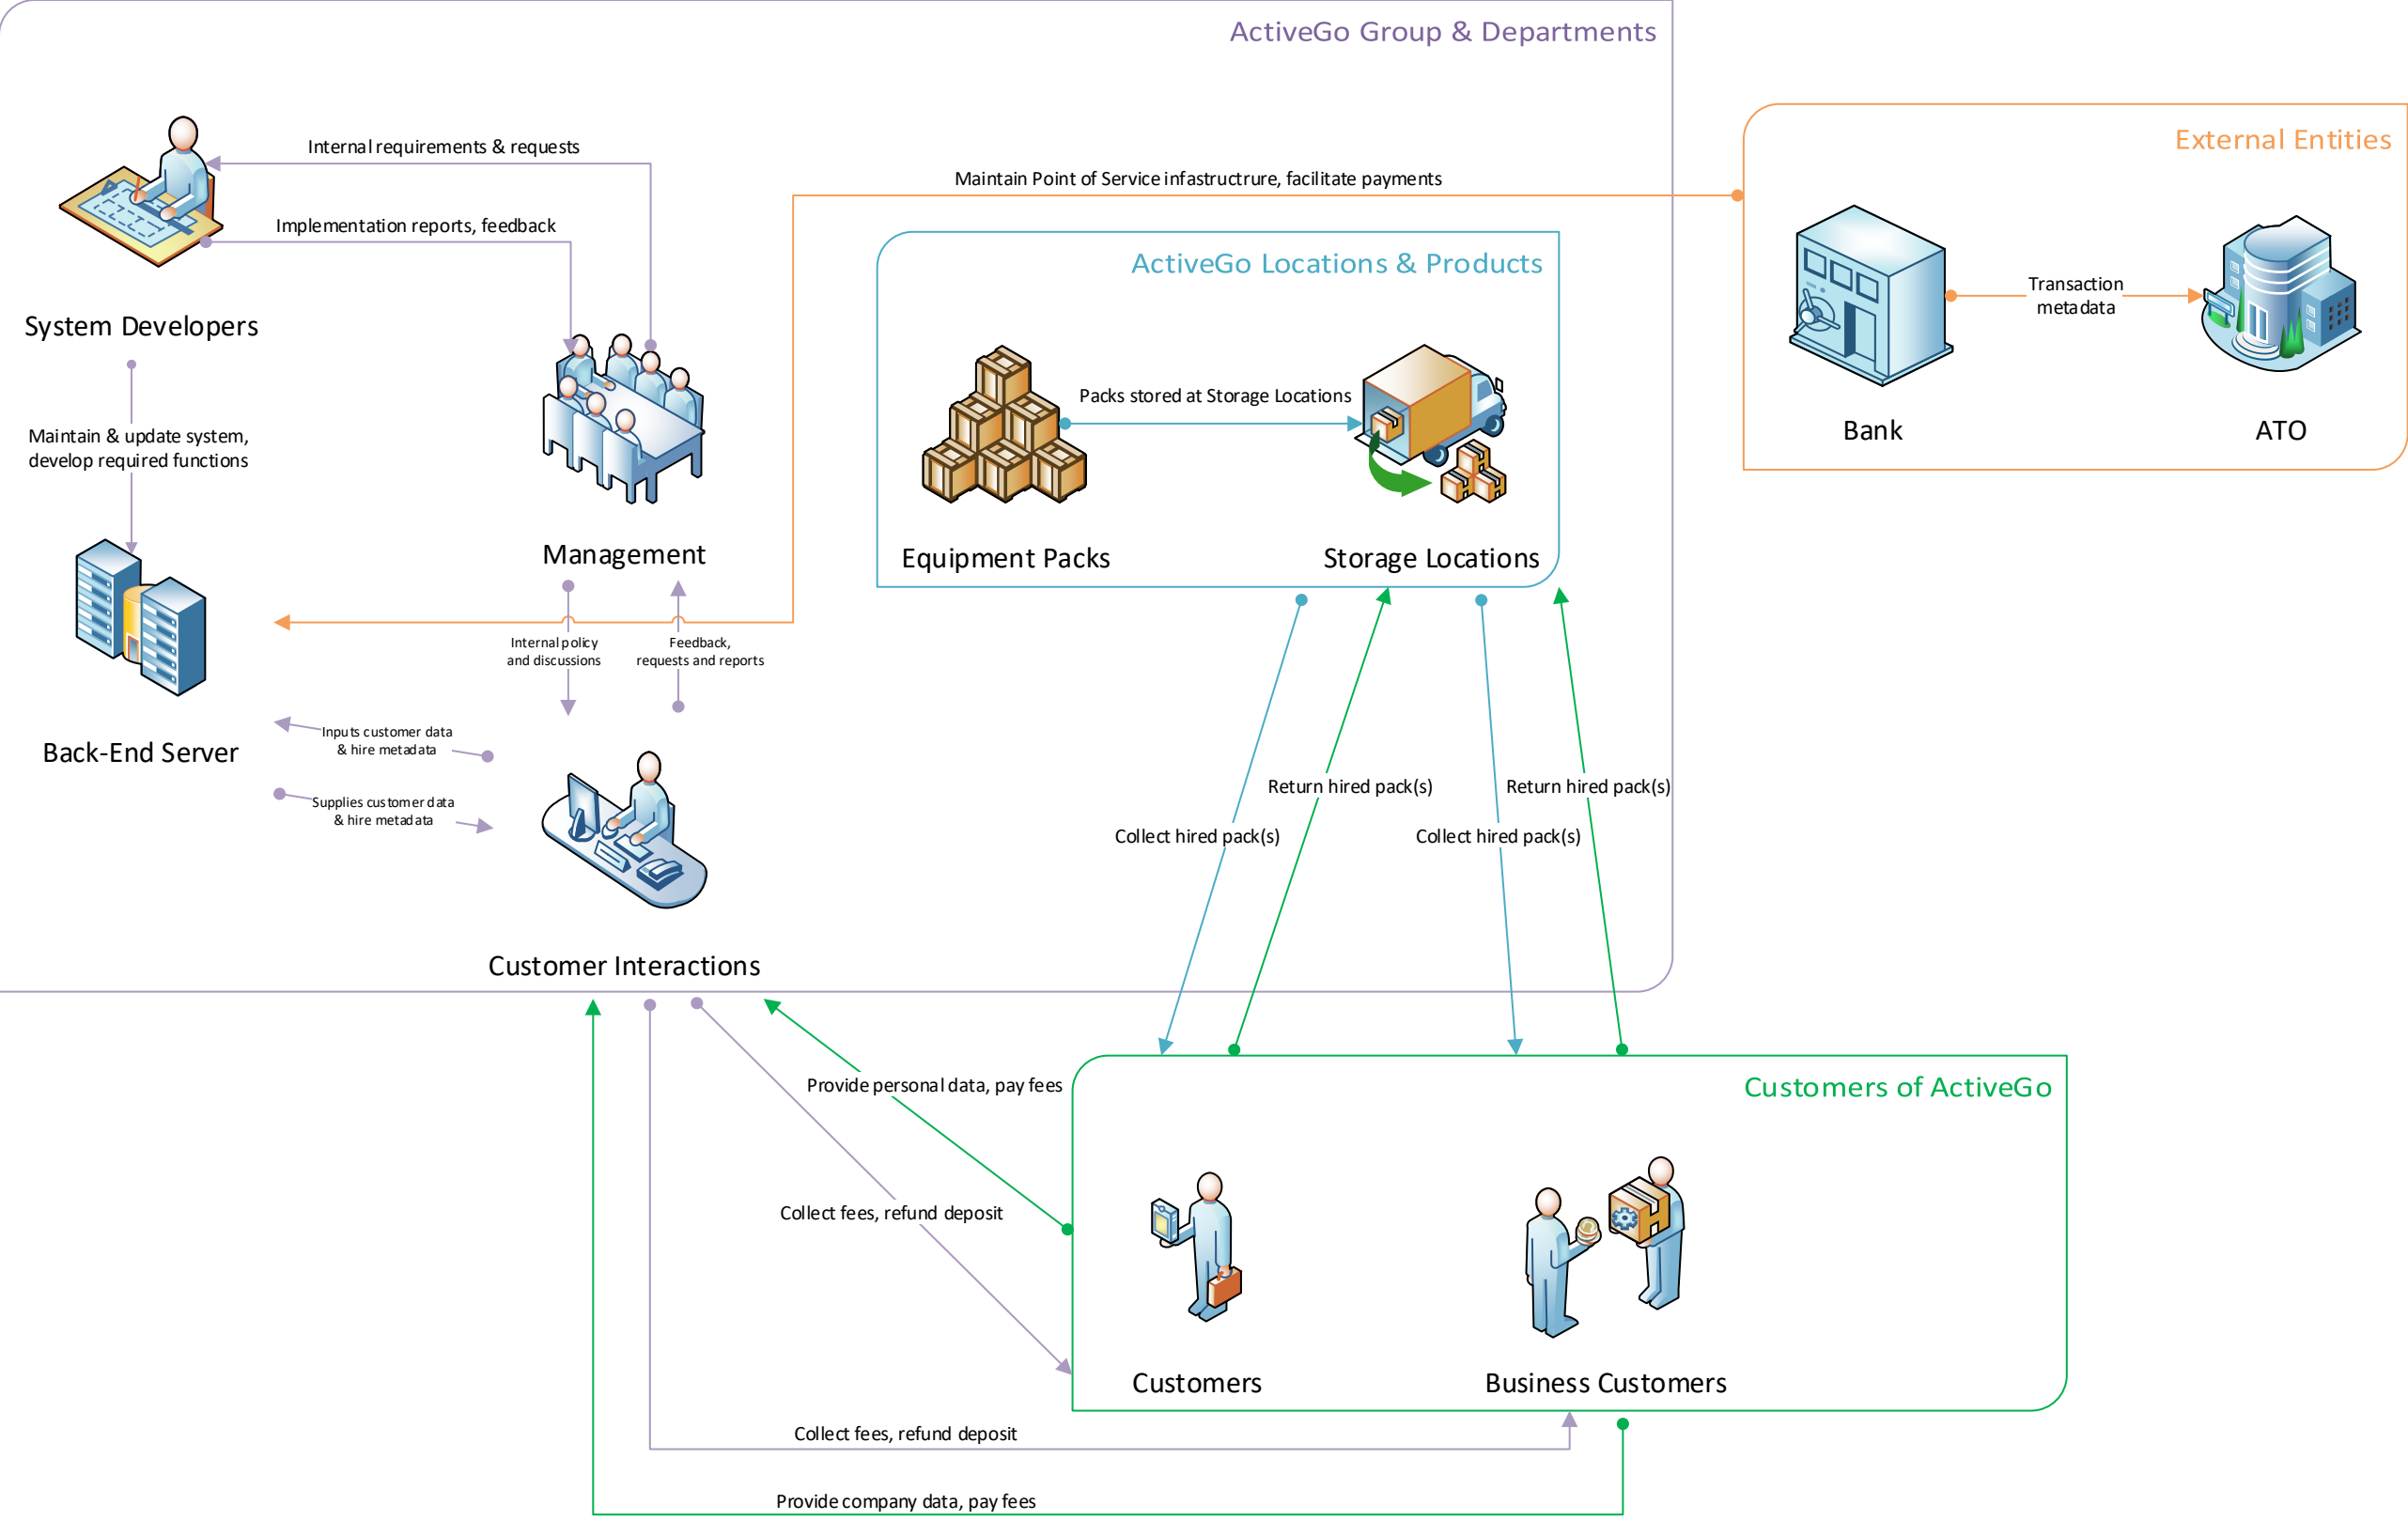 ActiveGo Group & Departments
External Entities
Internal requirements & requests
Maintain Point of Service infastructrure, facilitate payments
Implementation reports, feedback
ActiveGo Locations & Products
Transaction
metadata
System Developers
Packs stored at Storage Locations
Bank
ATO
Maintain & update system,
develop required functions
Management
Equipment Packs
Storage Locations
Internal policy
and discussions
Feedback,
requests and reports
Inputs customer data
& hire metadata
Back-End Server
Supplies customer data
& hire metadata
Return hired pack(s)
Return hired pack(s)
Collect hired pack(s)
Collect hired pack(s)
Customer Interactions
Provide personal data, pay fees
Customers of ActiveGo
Collect fees, refund deposit
Customers
Business Customers
Collect fees, refund deposit
Provide company data, pay fees